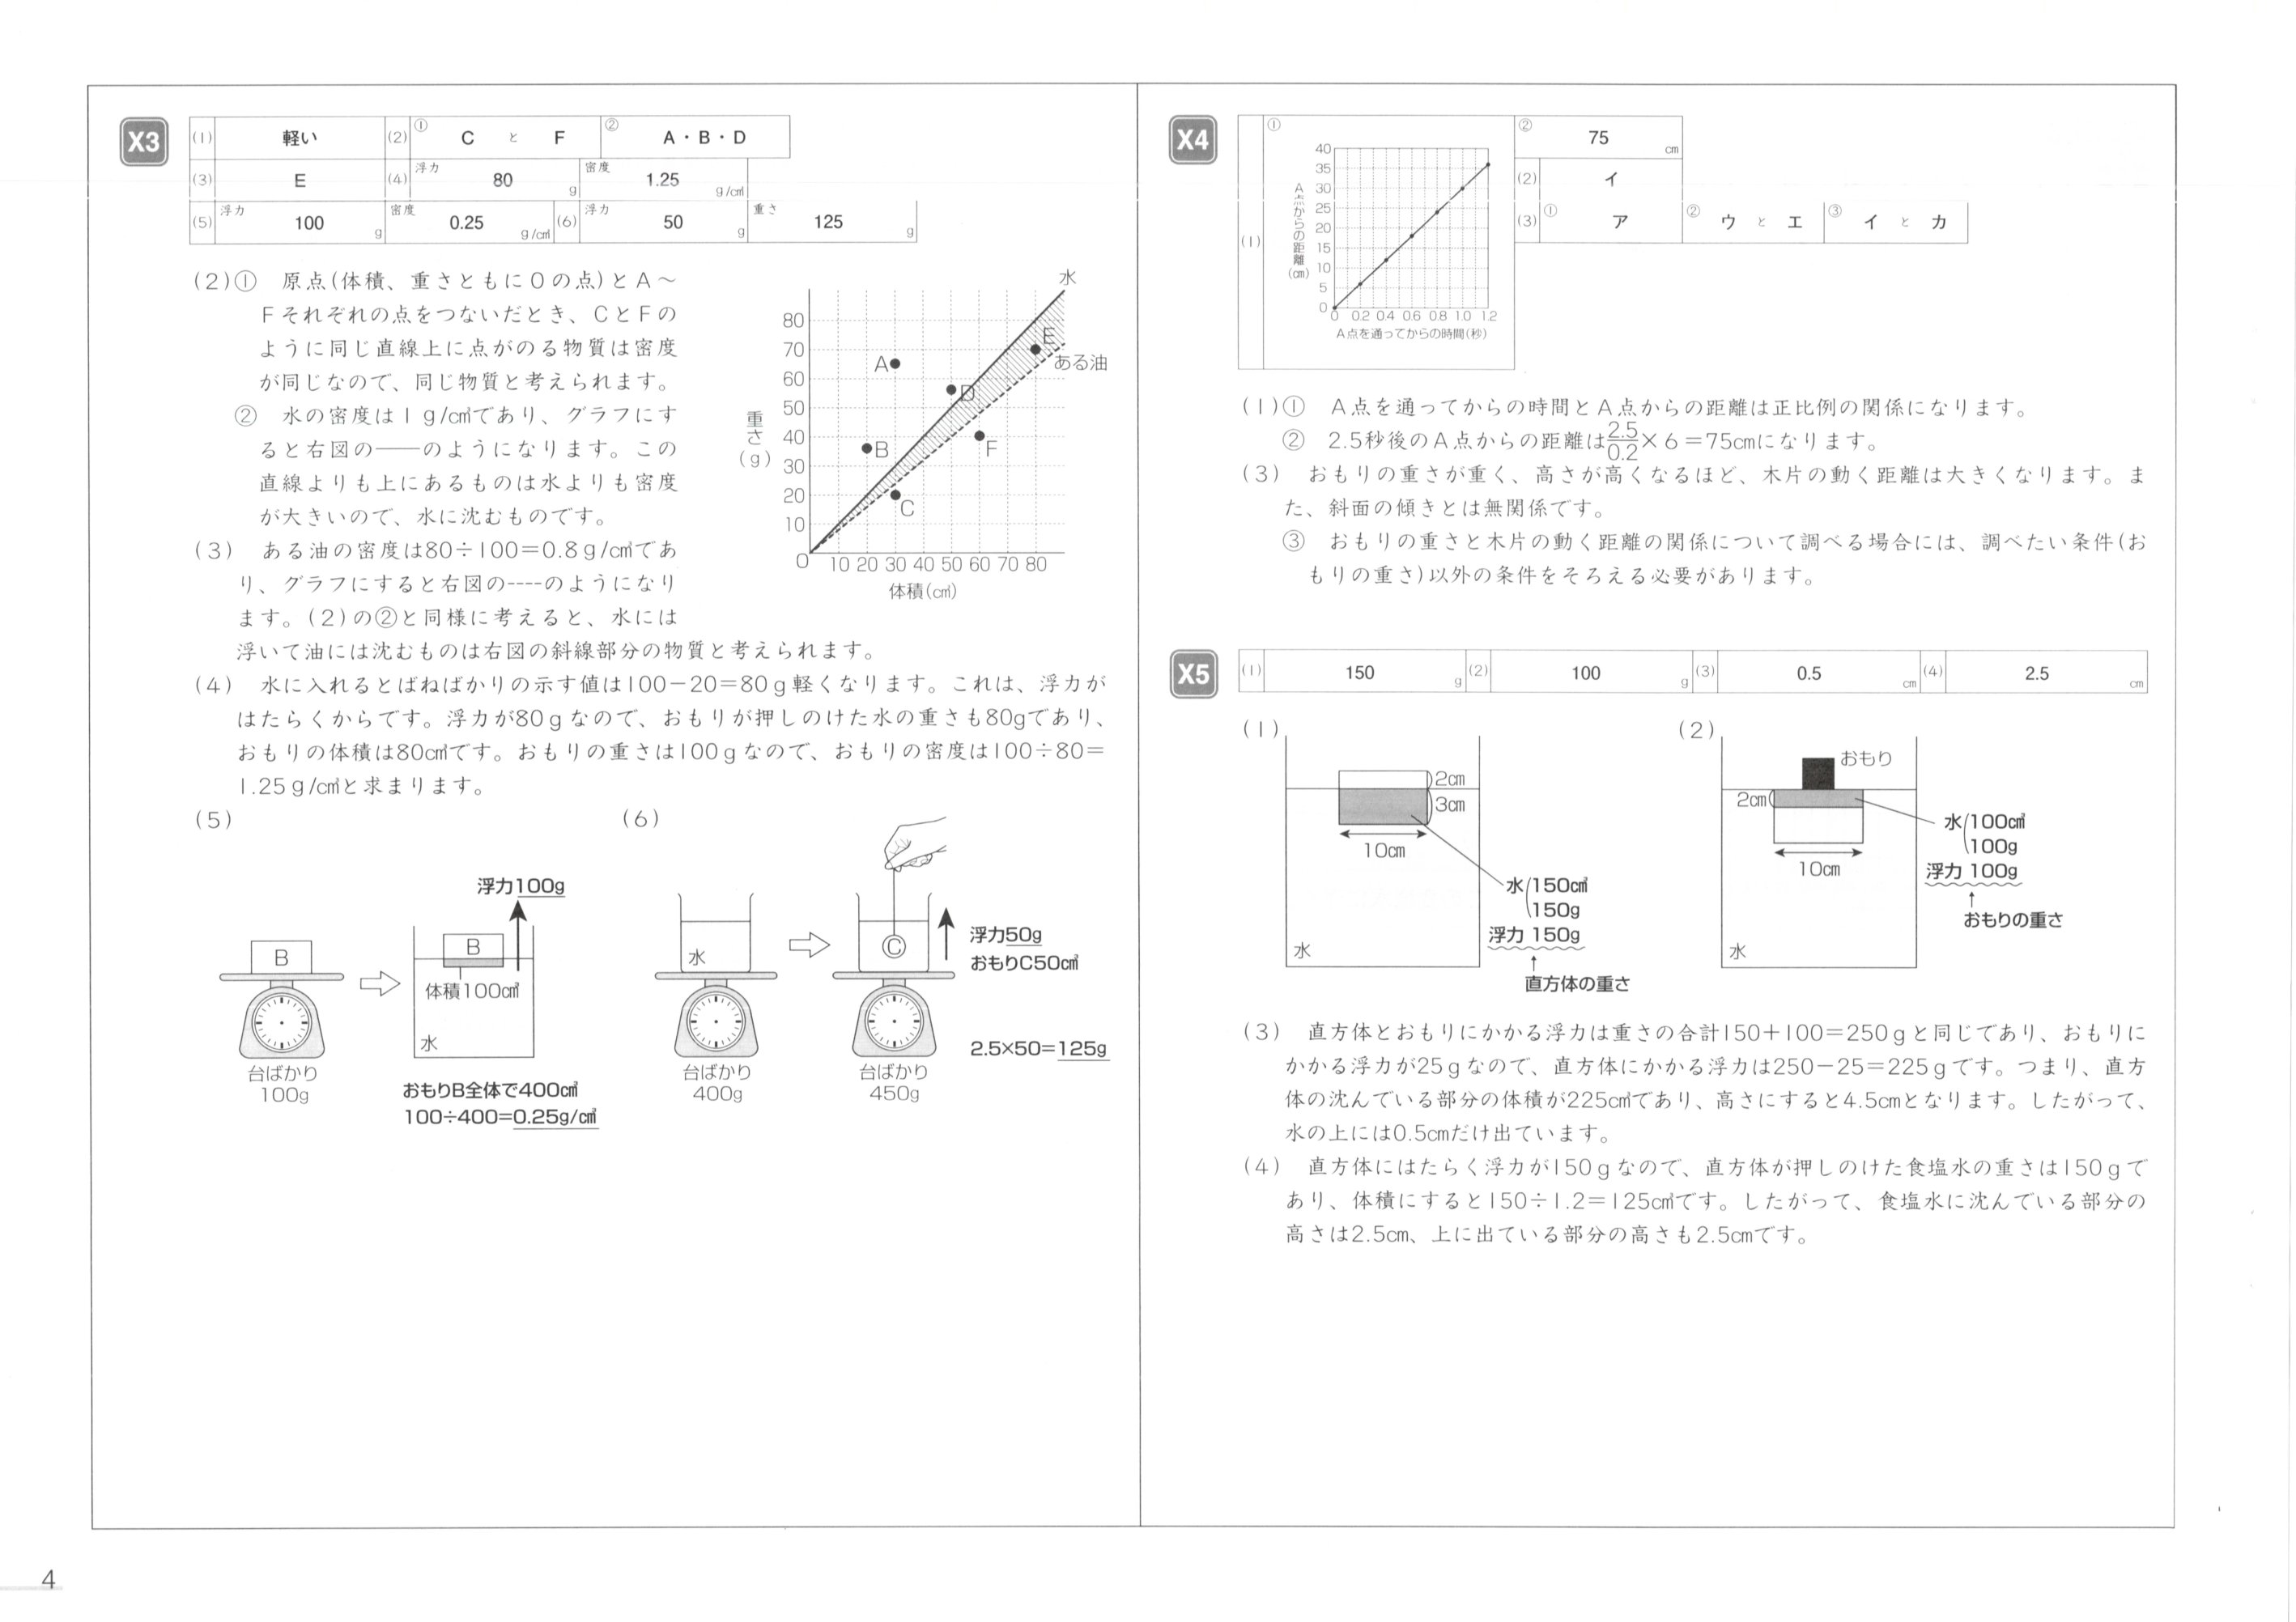 X3
(1) 軽い (2) ① C と F ② A・B・D
(3) E (4) 浮力 80 g 密度 1.25 g/㎤
(5) 浮力 100 g 密度 0.25 g/㎤ (6) 浮力 50 g 重さ 125 g
(2)① 原点(体積、重さともに0の点)とA〜
Fそれぞれの点をつないだとき、CとFの
ように同じ直線上に点がのる物質は密度
が同じなので、同じ物質と考えられます。
② 水の密度は1g/㎤であり、グラフにす
ると右図の──のようになります。この
直線よりも上にあるものは水よりも密度
が大きいので、水に沈むものです。
(3) ある油の密度は80÷100=0.8g/㎤であ
り、グラフにすると右図の----のようになり
ます。(2)の②と同様に考えると、水には
浮いて油には沈むものは右図の斜線部分の物質と考えられます。
水
ある油
重さ(g)
80
70
60
50
40
30
20
10
0 10 20 30 40 50 60 70 80
体積(㎤)
A
B
C
D
E
F
(4) 水に入れるとばねばかりの示す値は100−20=80g軽くなります。これは、浮力が
はたらくからです。浮力が80gなので、おもりが押しのけた水の重さも80gであり、
おもりの体積は80㎤です。おもりの重さは100gなので、おもりの密度は100÷80=
1.25g/㎤と求まります。
(5)
B
台ばかり
100g
浮力100g
B
体積100㎤
水
おもりB全体で400㎤
100÷400=0.25g/㎤
(6)
水
台ばかり
400g
C
台ばかり
450g
浮力50g
おもりC50㎤
2.5×50=125g
X4
(1) ①
A点からの距離(cm)
40
35
30
25
20
15
10
5
0
0 0.2 0.4 0.6 0.8 1.0 1.2
A点を通ってからの時間(秒)
② 75 cm
(2) イ
(3) ① ア ② ウ と エ ③ イ と カ
(1)① A点を通ってからの時間とA点からの距離は正比例の関係になります。
② 2.5秒後のA点からの距離は2.5/0.2×6=75cmになります。
(3) おもりの重さが重く、高さが高くなるほど、木片の動く距離は大きくなります。ま
た、斜面の傾きとは無関係です。
③ おもりの重さと木片の動く距離の関係について調べる場合には、調べたい条件(お
もりの重さ)以外の条件をそろえる必要があります。
X5
(1) 150 g (2) 100 g (3) 0.5 cm (4) 2.5 cm
(1)
2cm
3cm
10cm
水
水 150㎤
150g
浮力 150g
↑
直方体の重さ
(2)
おもり
2cm
10cm
水
水 100㎤
100g
浮力 100g
↑
おもりの重さ
(3) 直方体とおもりにかかる浮力は重さの合計150+100=250gと同じであり、おもりに
かかる浮力が25gなので、直方体にかかる浮力は250−25=225gです。つまり、直方
体の沈んでいる部分の体積が225㎤であり、高さにすると4.5cmとなります。したがって、
水の上には0.5cmだけ出ています。
(4) 直方体にはたらく浮力が150gなので、直方体が押しのけた食塩水の重さは150gで
あり、体積にすると150÷1.2=125㎤です。したがって、食塩水に沈んでいる部分の
高さは2.5cm、上に出ている部分の高さも2.5cmです。
4